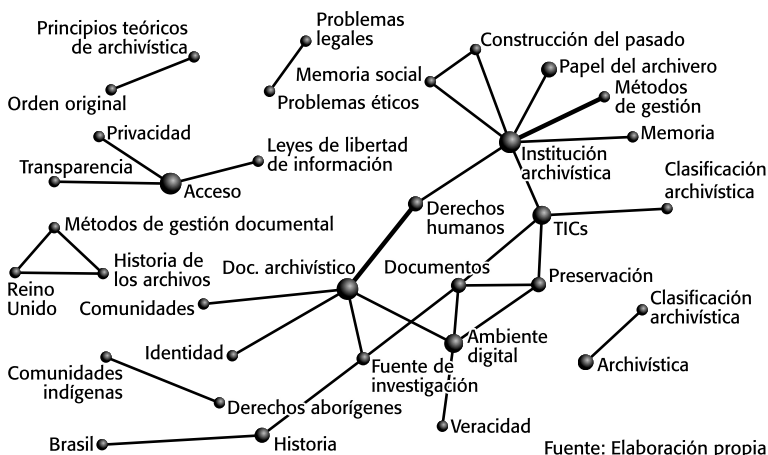 Principios teóricos
de archivística
Orden original
Problemas
legales
Memoria social
Problemas éticos
Construcción del pasado
Papel del archivero
Métodos
de gestión
Memoria
Institución
archivística
Privacidad
Transparencia
Leyes de libertad
de información
Acceso
Clasificación
archivística
Derechos
humanos
TICs
Métodos de gestión documental
Historia de
los archivos
Reino
Unido
Doc. archivístico
Documentos
Preservación
Comunidades
Identidad
Ambiente
digital
Clasificación
archivística
Archivística
Comunidades
indígenas
Fuente de
investigación
Derechos aborígenes
Veracidad
Brasil
Historia
Fuente: Elaboración propia